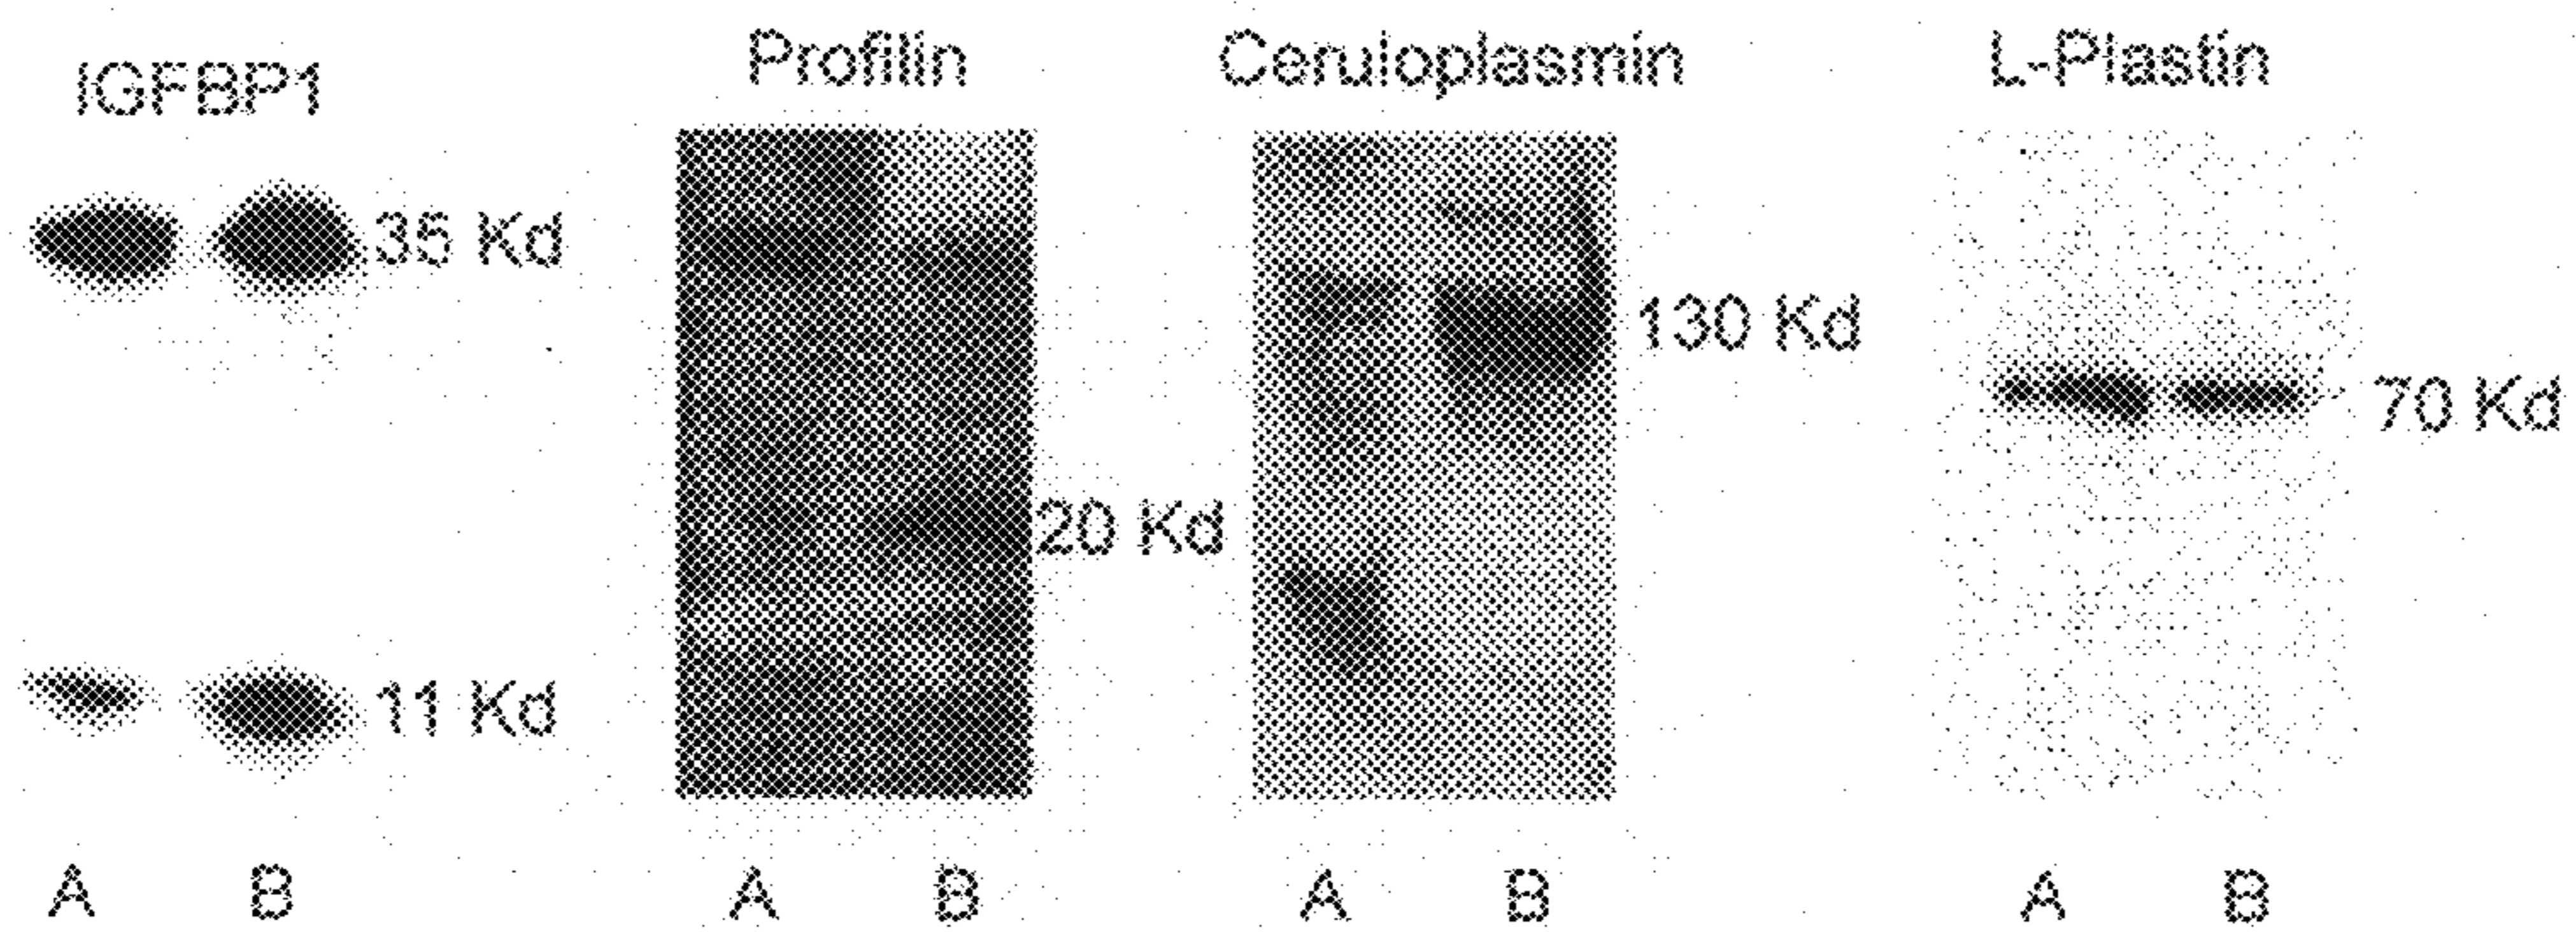 IGFBP1
Profilin
Ceruloplasmin
L-Plastin
35 Kd
130 Kd
70 Kd
20 Kd
11 Kd
A B A B A B A B